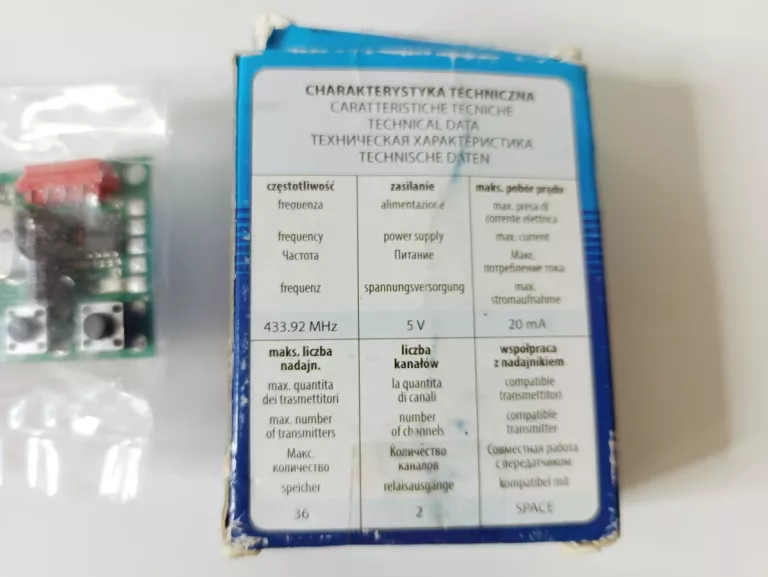 CHARAKTERYSTYKA TECHNICZNA
CARATTERISTICHE TECNICHE
TECHNICAL DATA
ТЕХНИЧЕСКАЯ ХАРАКТЕРИСТИКА
TECHNISCHE DATEN
częstotliwość
frequenza
frequency
Частота
frequenz
433.92 MHz
zasilanie
alimentazione
power supply
Питание
spannungsversorgung
5 V
maks. pobór prądu
max. presa di
corrente elettrica
max. current
Макс.
потребление тока
max.
stromaufnahme
20 mA
maks. liczba
nadajn.
max. quantita
dei trasmettitori
max. number
of transmitters
Макс.
количество
speicher
36
liczba
kanałów
la quantita
di canali
number
of channels
Количество
каналов
relaisausgänge
2
współpraca
z nadajnikiem
compatible
transmettitori
compatible
transmitter
Совместная работа
с передатчиком
kompatibel mit
SPACE